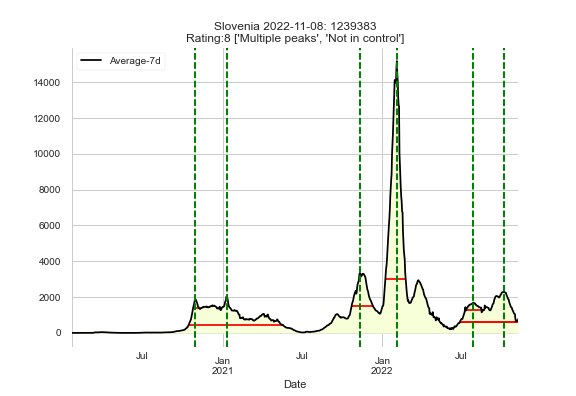 Slovenia 2022-11-08: 1239383
Rating:8 ['Multiple peaks', 'Not in control']
Average-7d
14000
12000
10000
8000
6000
4000
2000
0
Jul Jan Jul Jan Jul
2021 2022
Date